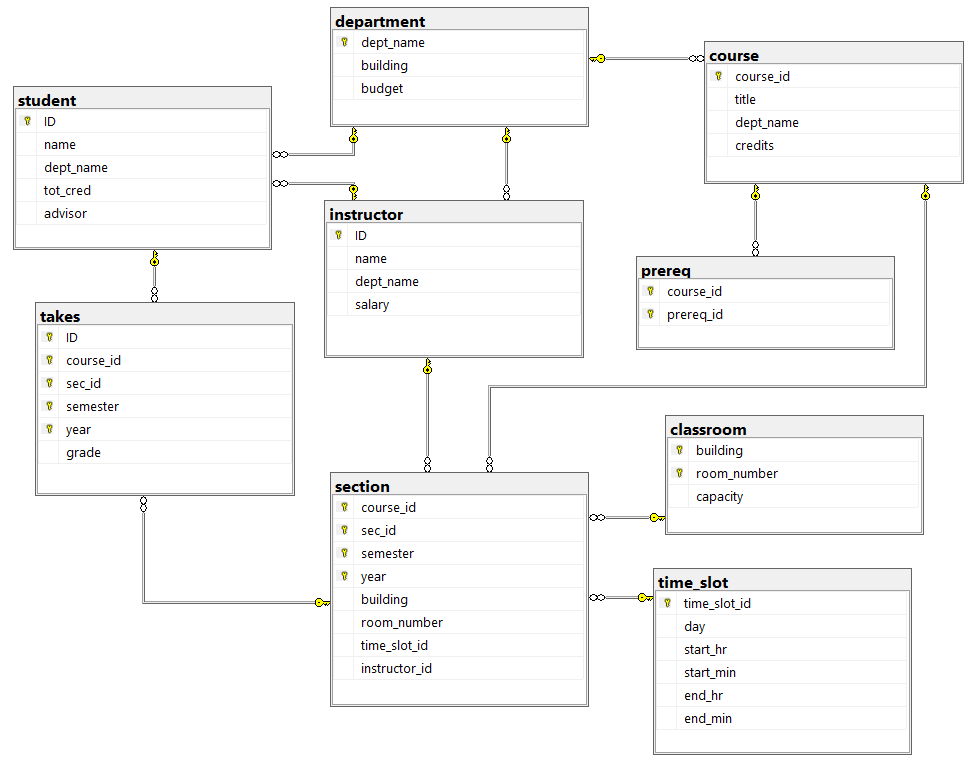 department
dept_name
building
budget
course
course_id
title
dept_name
credits
student
ID
name
dept_name
tot_cred
advisor
instructor
ID
name
dept_name
salary
prereq
course_id
prereq_id
takes
ID
course_id
sec_id
semester
year
grade
classroom
building
room_number
capacity
section
course_id
sec_id
semester
year
building
room_number
time_slot_id
instructor_id
time_slot
time_slot_id
day
start_hr
start_min
end_hr
end_min